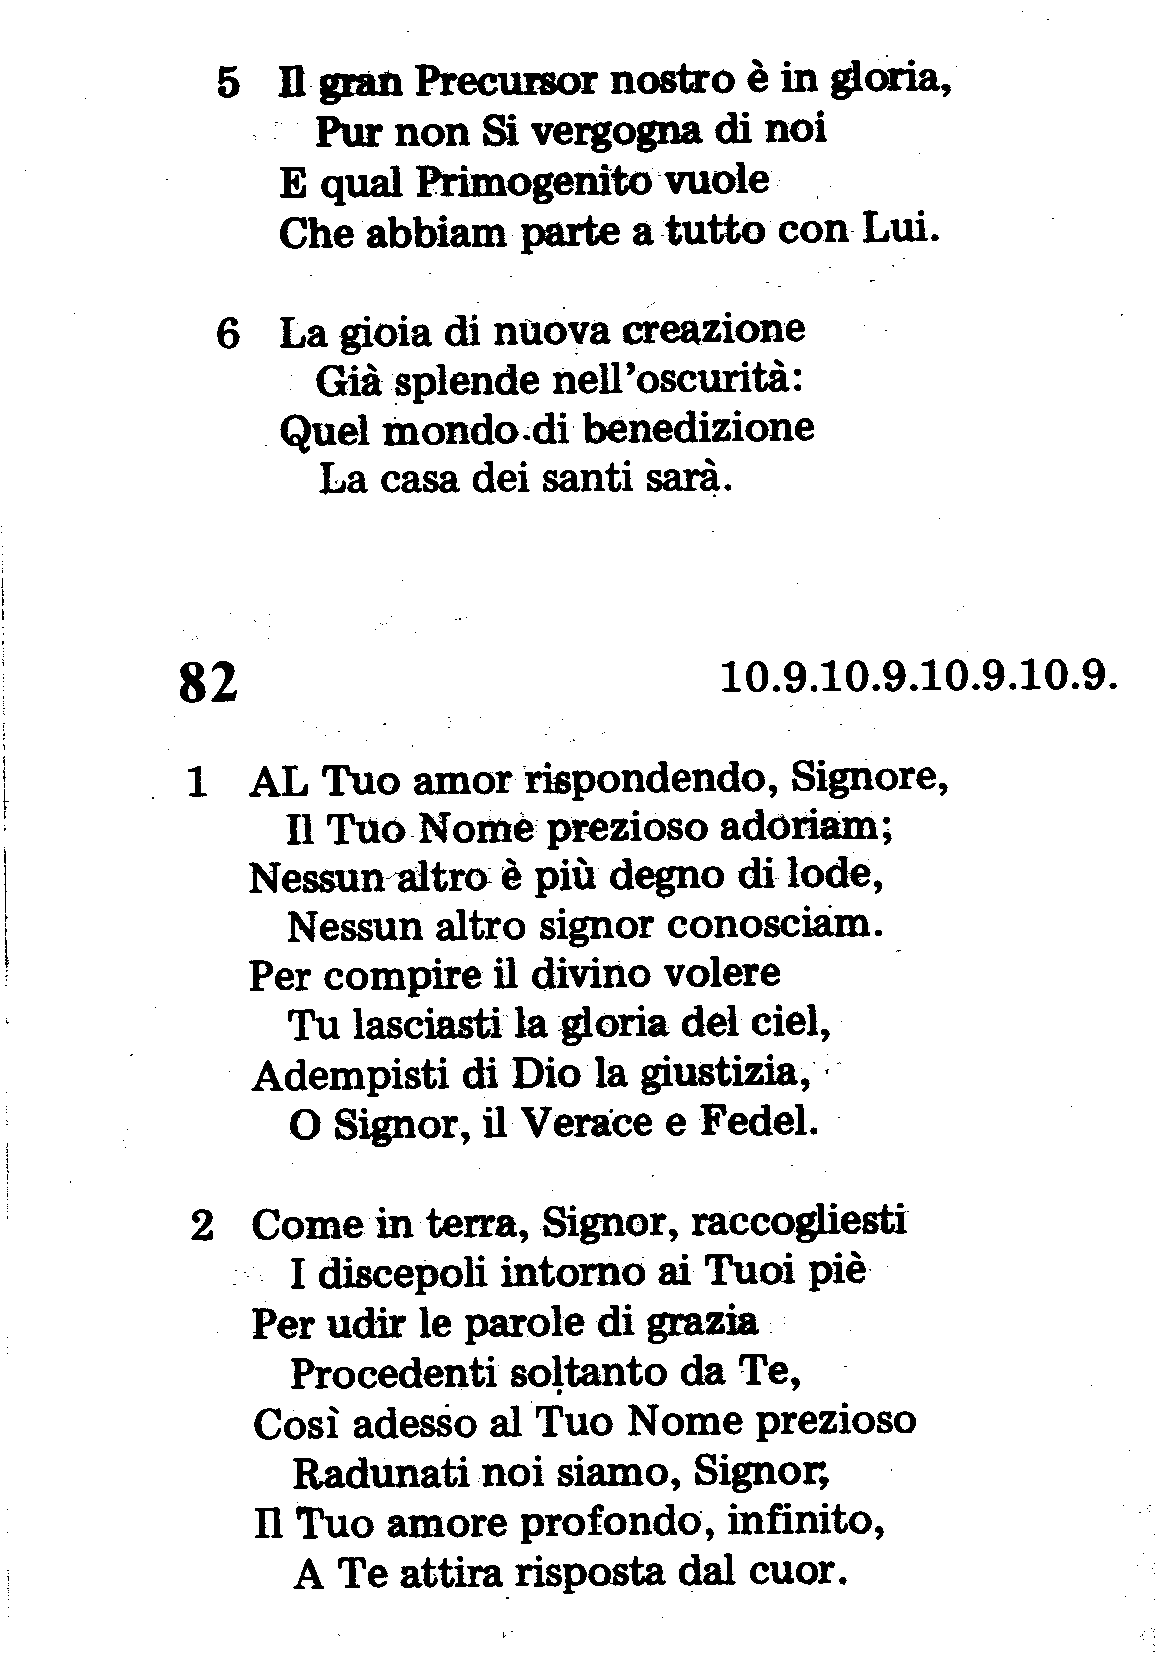 5 Il gran Precursor nostro è in gloria,
Pur non Si vergogna di noi
E qual Primogenito vuole
Che abbiam parte a tutto con Lui.
6 La gioia di nuova creazione
Già splende nell'oscurità:
Quel mondo di benedizione
La casa dei santi sarà.
82 10.9.10.9.10.9.10.9.
1 AL Tuo amor rispondendo, Signore,
Il Tuo Nome prezioso adoriam;
Nessun altro è più degno di lode,
Nessun altro signor conosciam.
Per compire il divino volere
Tu lasciasti la gloria del ciel,
Adempisti di Dio la giustizia,
O Signor, il Verace e Fedel.
2 Come in terra, Signor, raccogliesti
I discepoli intorno ai Tuoi piè
Per udir le parole di grazia
Procedenti soltanto da Te,
Così adesso al Tuo Nome prezioso
Radunati noi siamo, Signor;
Il Tuo amore profondo, infinito,
A Te attira risposta dal cuor.